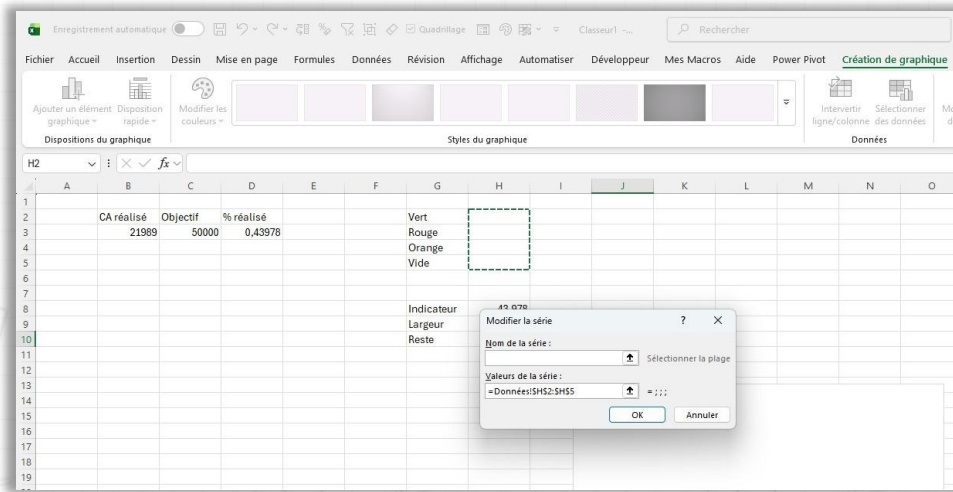 Enregistrement automatique Quadrillage Classeur1 -... Rechercher
Fichier Accueil Insertion Dessin Mise en page Formules Données Révision Affichage Automatiser Développeur Mes Macros Aide Power Pivot Création de graphique
Ajouter un élément graphique Disposition rapide Modifier les couleurs Intervertir ligne/colonne Sélectionner des données
Dispositions du graphique Styles du graphique Données
H2 fx
A B C D E F G H I J K L M N O
1
2 CA réalisé Objectif % réalisé Vert
3 21989 50000 0,43978 Rouge
4 Orange
5 Vide
6
7
8 Indicateur 43,978
9 Largeur
10 Reste
11
12
13
14
15
16
17
18
19
Modifier la série ? X
Nom de la série :
Sélectionner la plage
Valeurs de la série :
=Données!$H$2:$H$5 = ; ; ;
OK Annuler